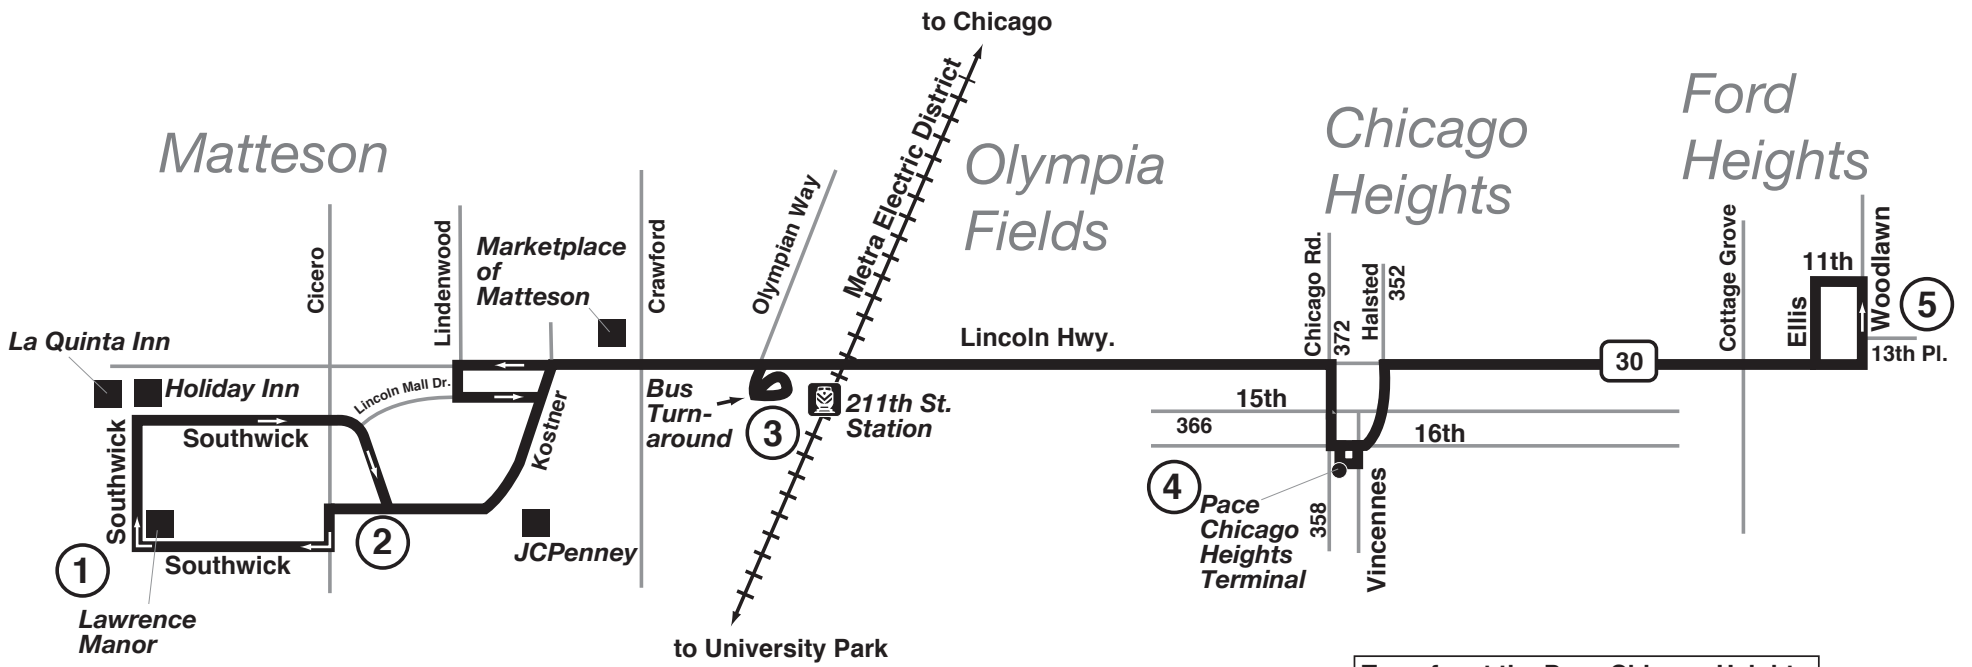 to Chicago
Metra Electric District
Matteson
Olympia
Fields
Chicago
Heights
Ford
Heights
Cicero
Lindenwood
Marketplace
of
Matteson
Crawford
Olympian Way
Chicago Rd.
372
Halsted
352
Cottage Grove
11th
Woodlawn
5
Ellis
13th Pl.
La Quinta Inn
Holiday Inn
Lincoln Mall Dr.
Lincoln Hwy.
30
Bus
Turn-
around
3
211th St.
Station
Kostner
15th
366
16th
Southwick
Southwick
Southwick
1
2
JCPenney
Lawrence
Manor
4
Pace
Chicago
Heights
Terminal
358
Vincennes
to University Park